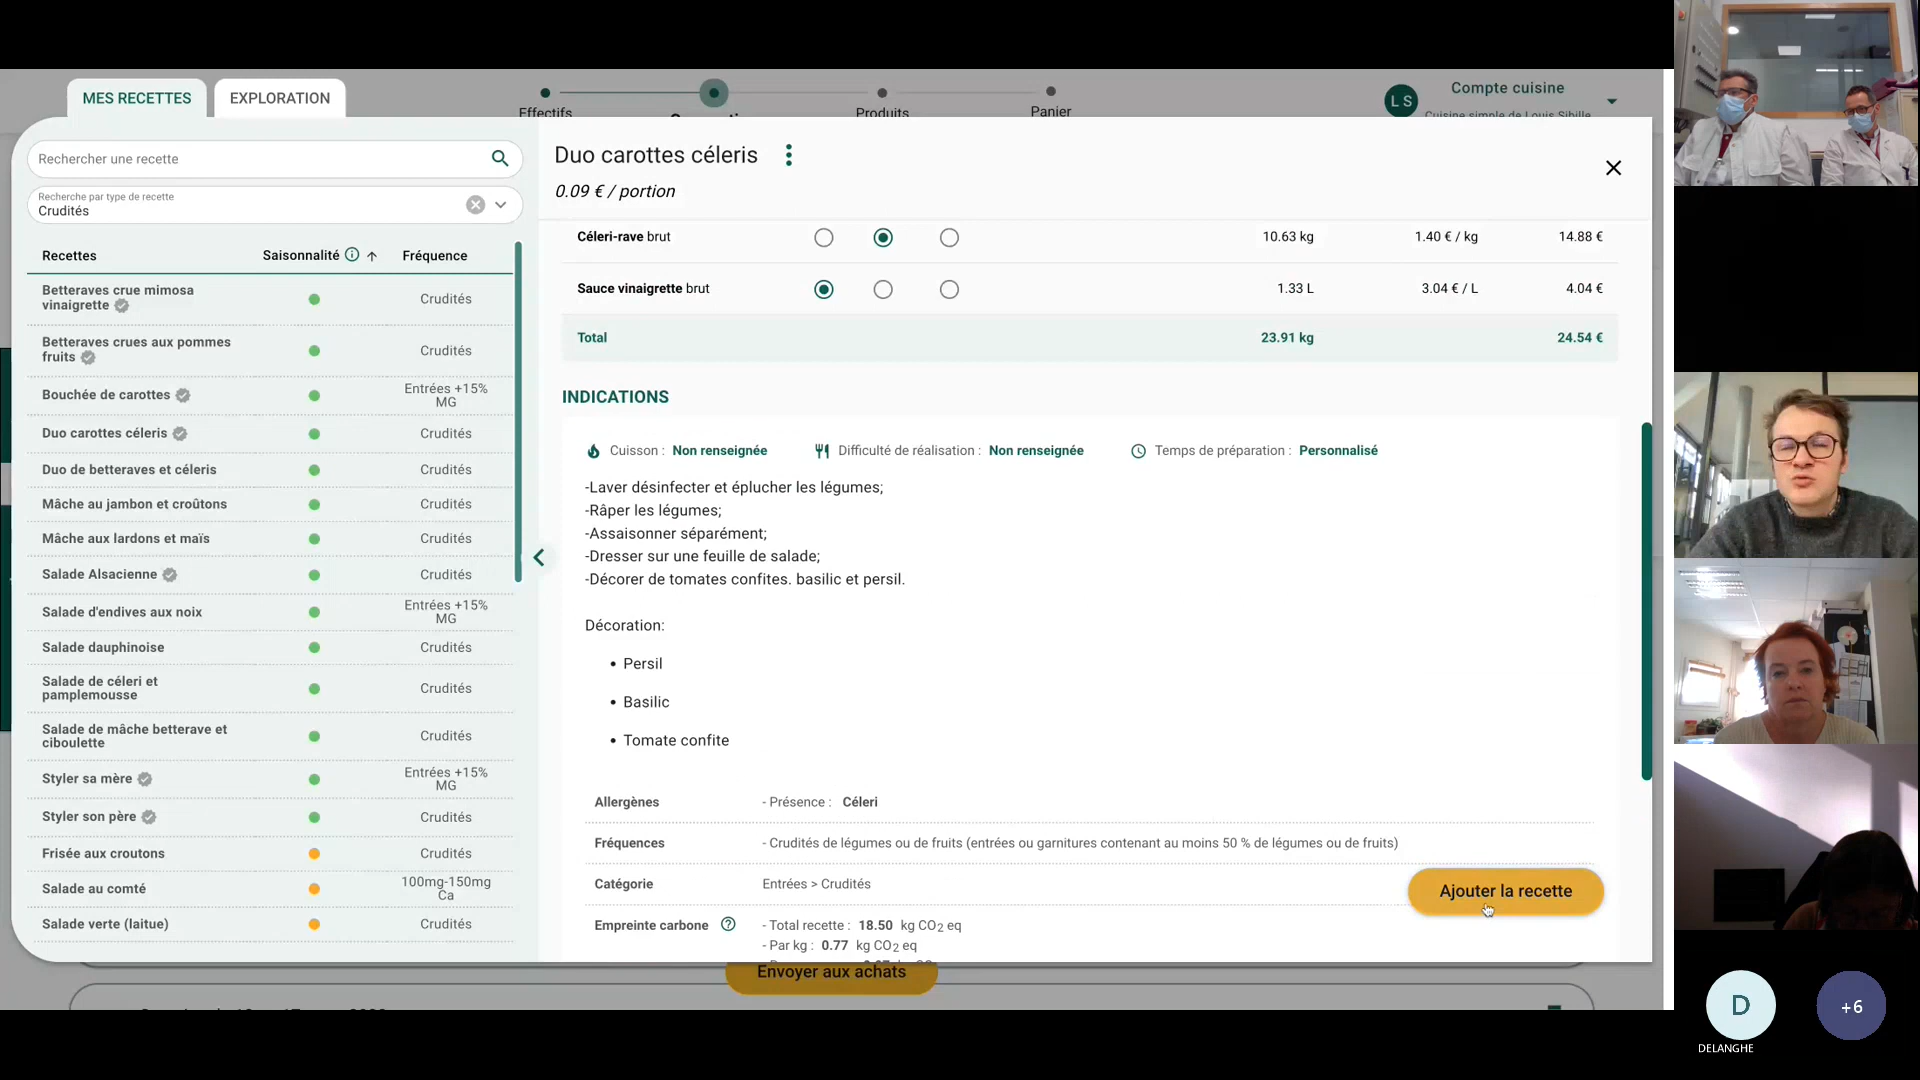 MES RECETTES
EXPLORATION
Effectifs
Produits
Panier
L S
Compte cuisine
Cuisine simple de Louis Sibille
Rechercher une recette
Recherche par type de recette
Crudités
Recettes
Saisonnalité
Fréquence
Betteraves crue mimosa
vinaigrette
Crudités
Betteraves crues aux pommes
fruits
Crudités
Bouchée de carottes
Entrées +15%
MG
Duo carottes céleris
Crudités
Duo de betteraves et céleris
Crudités
Mâche au jambon et croûtons
Crudités
Mâche aux lardons et maïs
Crudités
Salade Alsacienne
Crudités
Salade d'endives aux noix
Entrées +15%
MG
Salade dauphinoise
Crudités
Salade de céleri et
pamplemousse
Crudités
Salade de mâche betterave et
ciboulette
Crudités
Styler sa mère
Entrées +15%
MG
Styler son père
Crudités
Frisée aux croutons
Crudités
Salade au comté
100mg-150mg
Ca
Salade verte (laitue)
Crudités
Duo carottes céleris
0.09 € / portion
Céleri-rave brut 10.63 kg 1.40 € / kg 14.88 €
Sauce vinaigrette brut 1.33 L 3.04 € / L 4.04 €
Total 23.91 kg 24.54 €
INDICATIONS
Cuisson : Non renseignée Difficulté de réalisation : Non renseignée Temps de préparation : Personnalisé
-Laver désinfecter et éplucher les légumes;
-Râper les légumes;
-Assaisonner séparément;
-Dresser sur une feuille de salade;
-Décorer de tomates confites. basilic et persil.
Décoration:
• Persil
• Basilic
• Tomate confite
Allergènes - Présence : Céleri
Fréquences - Crudités de légumes ou de fruits (entrées ou garnitures contenant au moins 50 % de légumes ou de fruits)
Catégorie Entrées > Crudités
Ajouter la recette
Empreinte carbone - Total recette : 18.50 kg CO2 eq
- Par kg : 0.77 kg CO2 eq
Envoyer aux achats
D
DELANGHE
+6